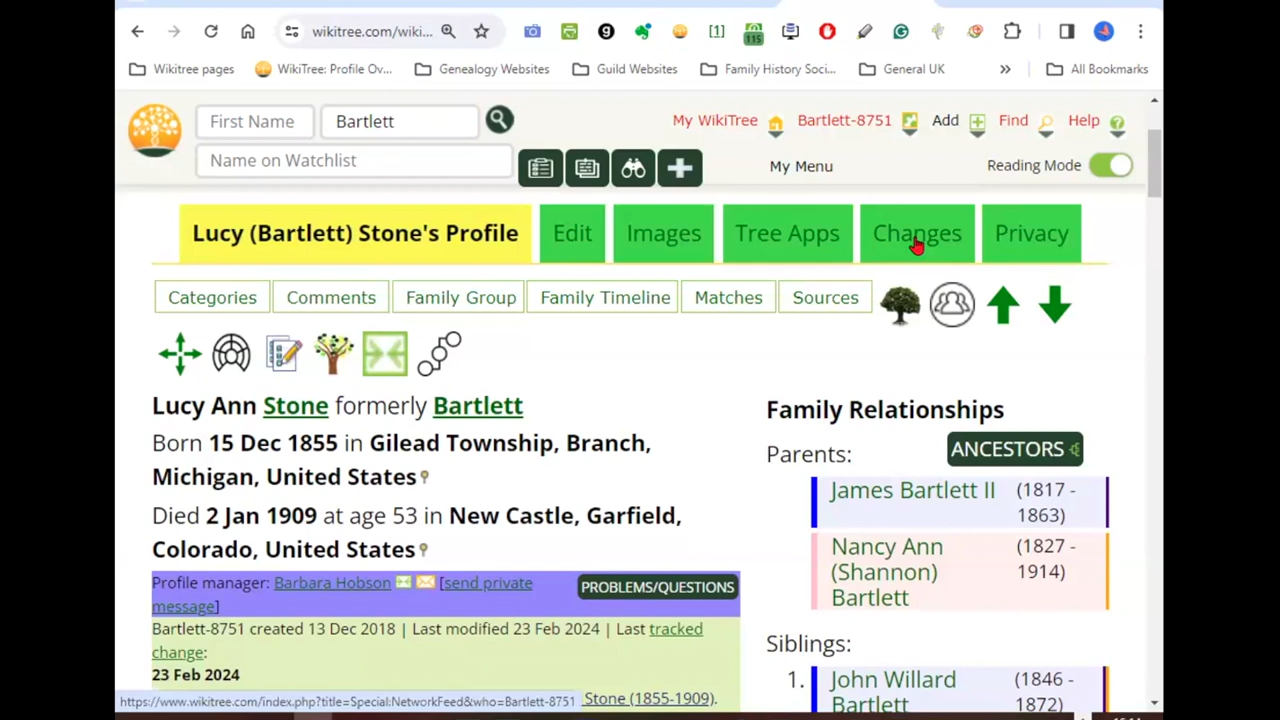 wikitree.com/wiki...
[1]
115
Wikitree pages
WikiTree: Profile Ov...
Genealogy Websites
Guild Websites
Family History Soci...
General UK
»
All Bookmarks
First Name
Bartlett
My WikiTree
Bartlett-8751
Add
Find
Help
Name on Watchlist
My Menu
Reading Mode
Lucy (Bartlett) Stone's Profile
Edit
Images
Tree Apps
Changes
Privacy
Categories
Comments
Family Group
Family Timeline
Matches
Sources
Lucy Ann Stone formerly Bartlett
Born 15 Dec 1855 in Gilead Township, Branch,
Michigan, United States
Died 2 Jan 1909 at age 53 in New Castle, Garfield,
Colorado, United States
Profile manager: Barbara Hobson [send private
message]
PROBLEMS/QUESTIONS
Bartlett-8751 created 13 Dec 2018 | Last modified 23 Feb 2024 | Last tracked
change:
23 Feb 2024
Stone (1855-1909).
https://www.wikitree.com/index.php?title=Special:NetworkFeed&who=Bartlett-8751
Family Relationships
Parents:
ANCESTORS
James Bartlett II (1817 -
1863)
Nancy Ann (1827 -
(Shannon) 1914)
Bartlett
Siblings:
1. John Willard (1846 -
Bartlett 1872)